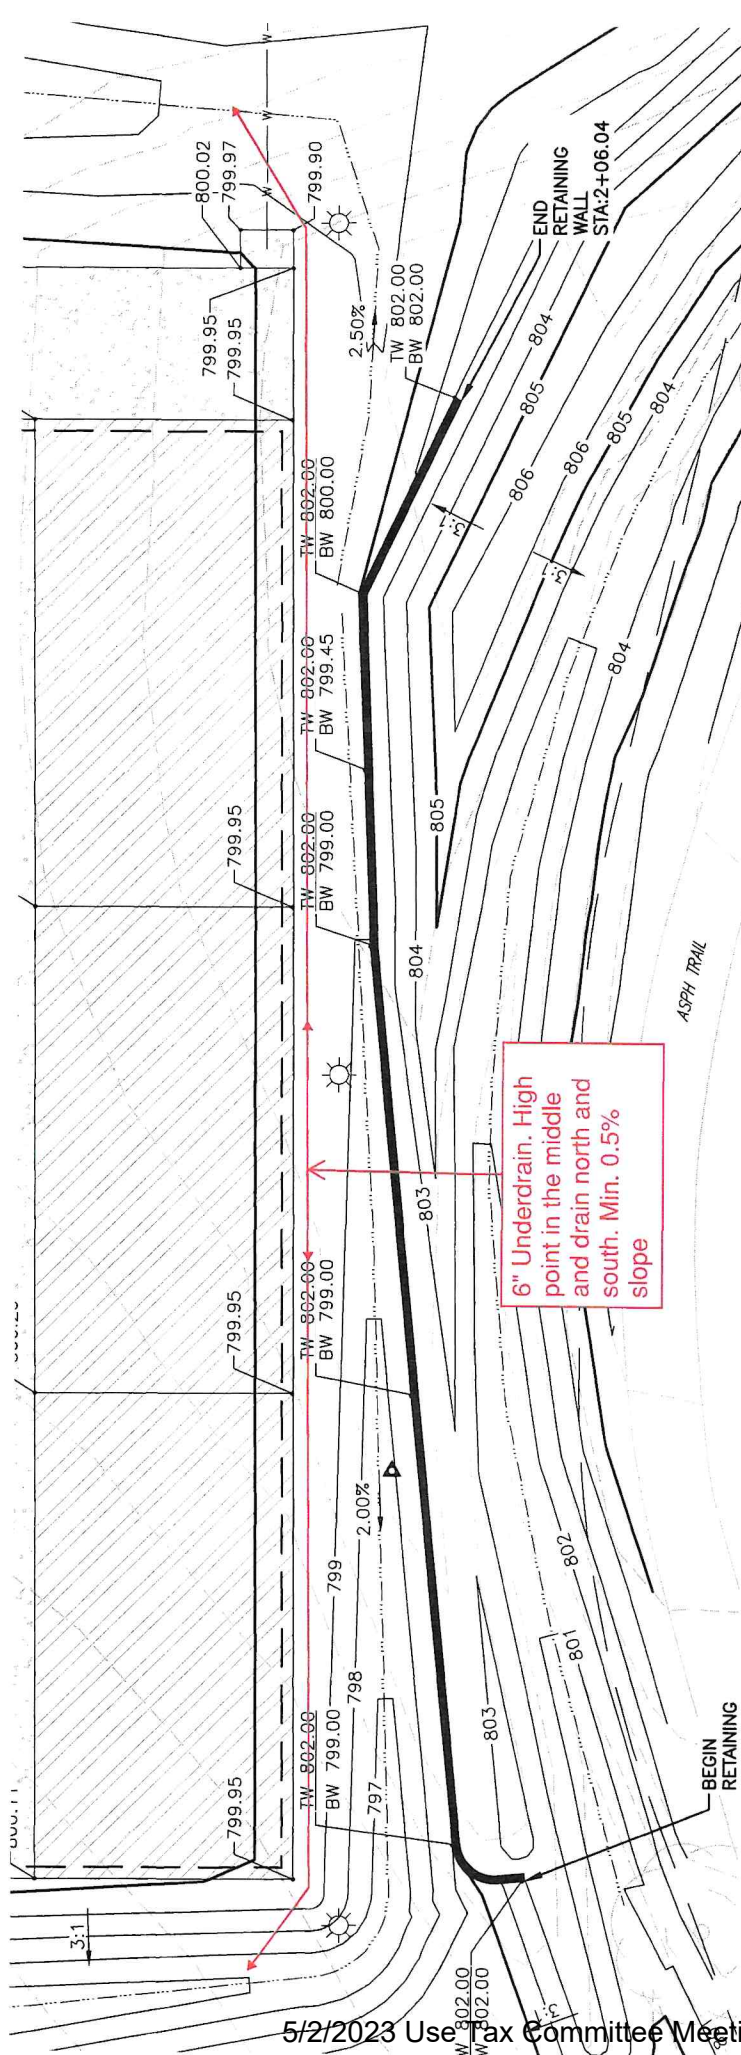 W
W
W
800.02
799.97
799.90
799.95
799.95
2.50%
TW 802.00
BW 802.00
END
RETAINING
WALL
STA:2+06.04
804
805
806
806
805
804
3:1
3:1
TW 802.00
BW 800.00
TW 802.00
BW 799.45
804
799.95
TW 802.00
BW 799.00
805
804
ASPH TRAIL
6" Underdrain. High
point in the middle
and drain north and
south. Min. 0.5%
slope
803
799.95
TW 802.00
BW 799.00
2.00%
799
798
802
801
803
TW 802.00
BW 799.00
797
799.95
BEGIN
RETAINING
3:1
802.00
802.00
5/2/2023 Use Tax Committee Meeti